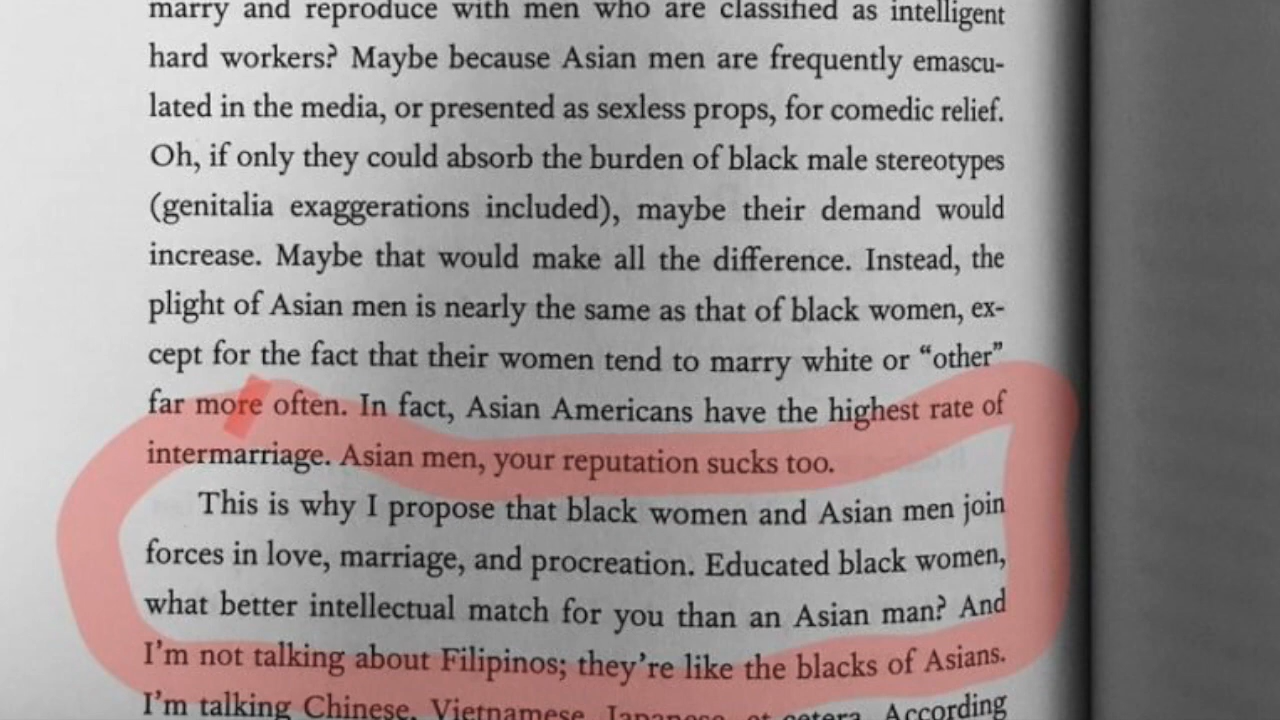 marry and reproduce with men who are classified as intelligent
hard workers? Maybe because Asian men are frequently emascu-
lated in the media, or presented as sexless props, for comedic relief.
Oh, if only they could absorb the burden of black male stereotypes
(genitalia exaggerations included), maybe their demand would
increase. Maybe that would make all the difference. Instead, the
plight of Asian men is nearly the same as that of black women, ex-
cept for the fact that their women tend to marry white or “other”
far more often. In fact, Asian Americans have the highest rate of
intermarriage. Asian men, your reputation sucks too.
This is why I propose that black women and Asian men join
forces in love, marriage, and procreation. Educated black women,
what better intellectual match for you than an Asian man? And
I’m not talking about Filipinos; they’re like the blacks of Asians.
I’m talking Chinese, Vietnamese, Japanese, et cetera. According